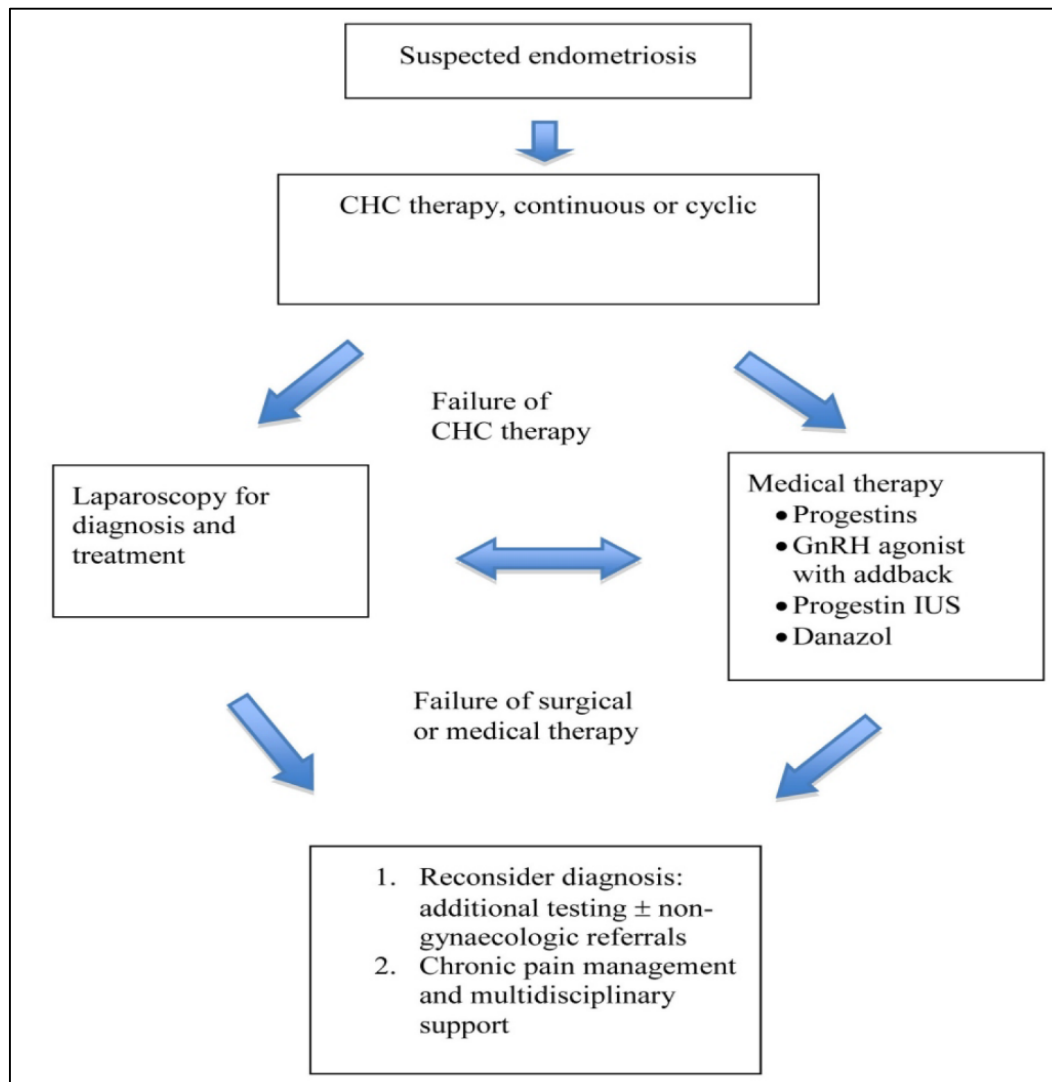 Suspected endometriosis
CHC therapy, continuous or cyclic
Failure of
CHC therapy
Laparoscopy for
diagnosis and
treatment
Medical therapy
• Progestins
• GnRH agonist
with addback
• Progestin IUS
• Danazol
Failure of surgical
or medical therapy
1. Reconsider diagnosis:
additional testing ± non-
gynaecologic referrals
2. Chronic pain management
and multidisciplinary
support